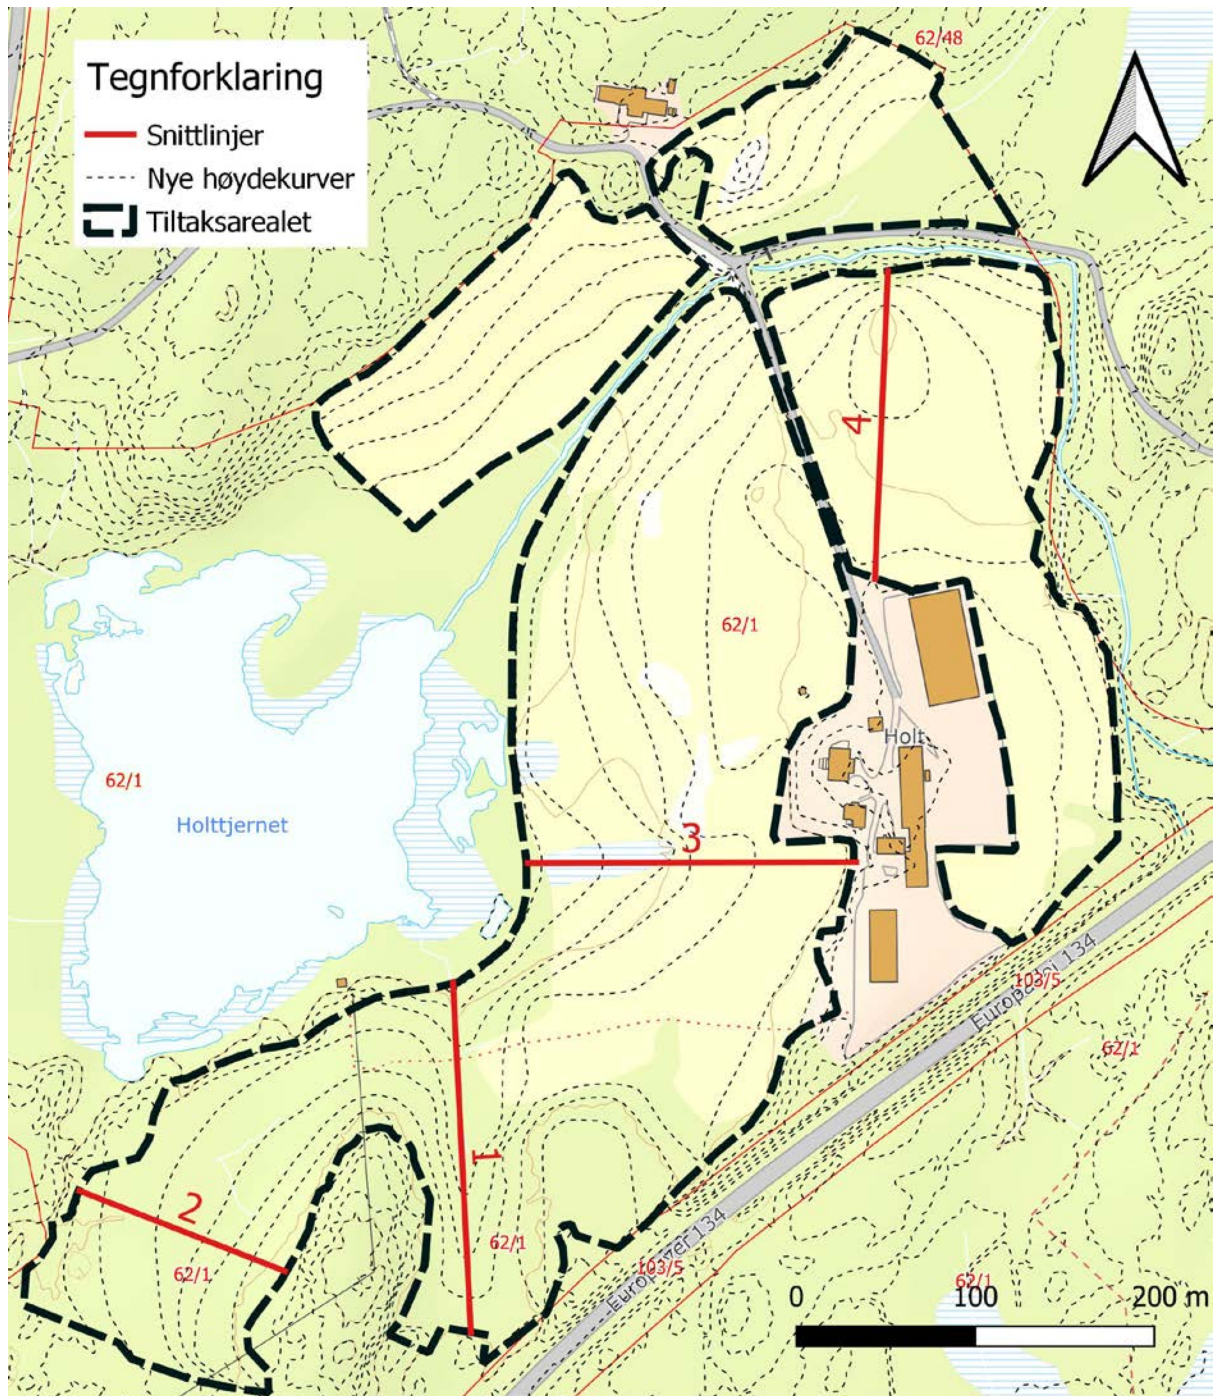 Tegnforklaring
Snittlinjer
Nye høydekurver
Tiltaksarealet
62/48
4
62/1
Holt
62/1
Holttjernet
3
Europavei 134
103/5
62/1
1
2
62/1
62/1
Europavei 134
103/5
62/1
0 100 200 m